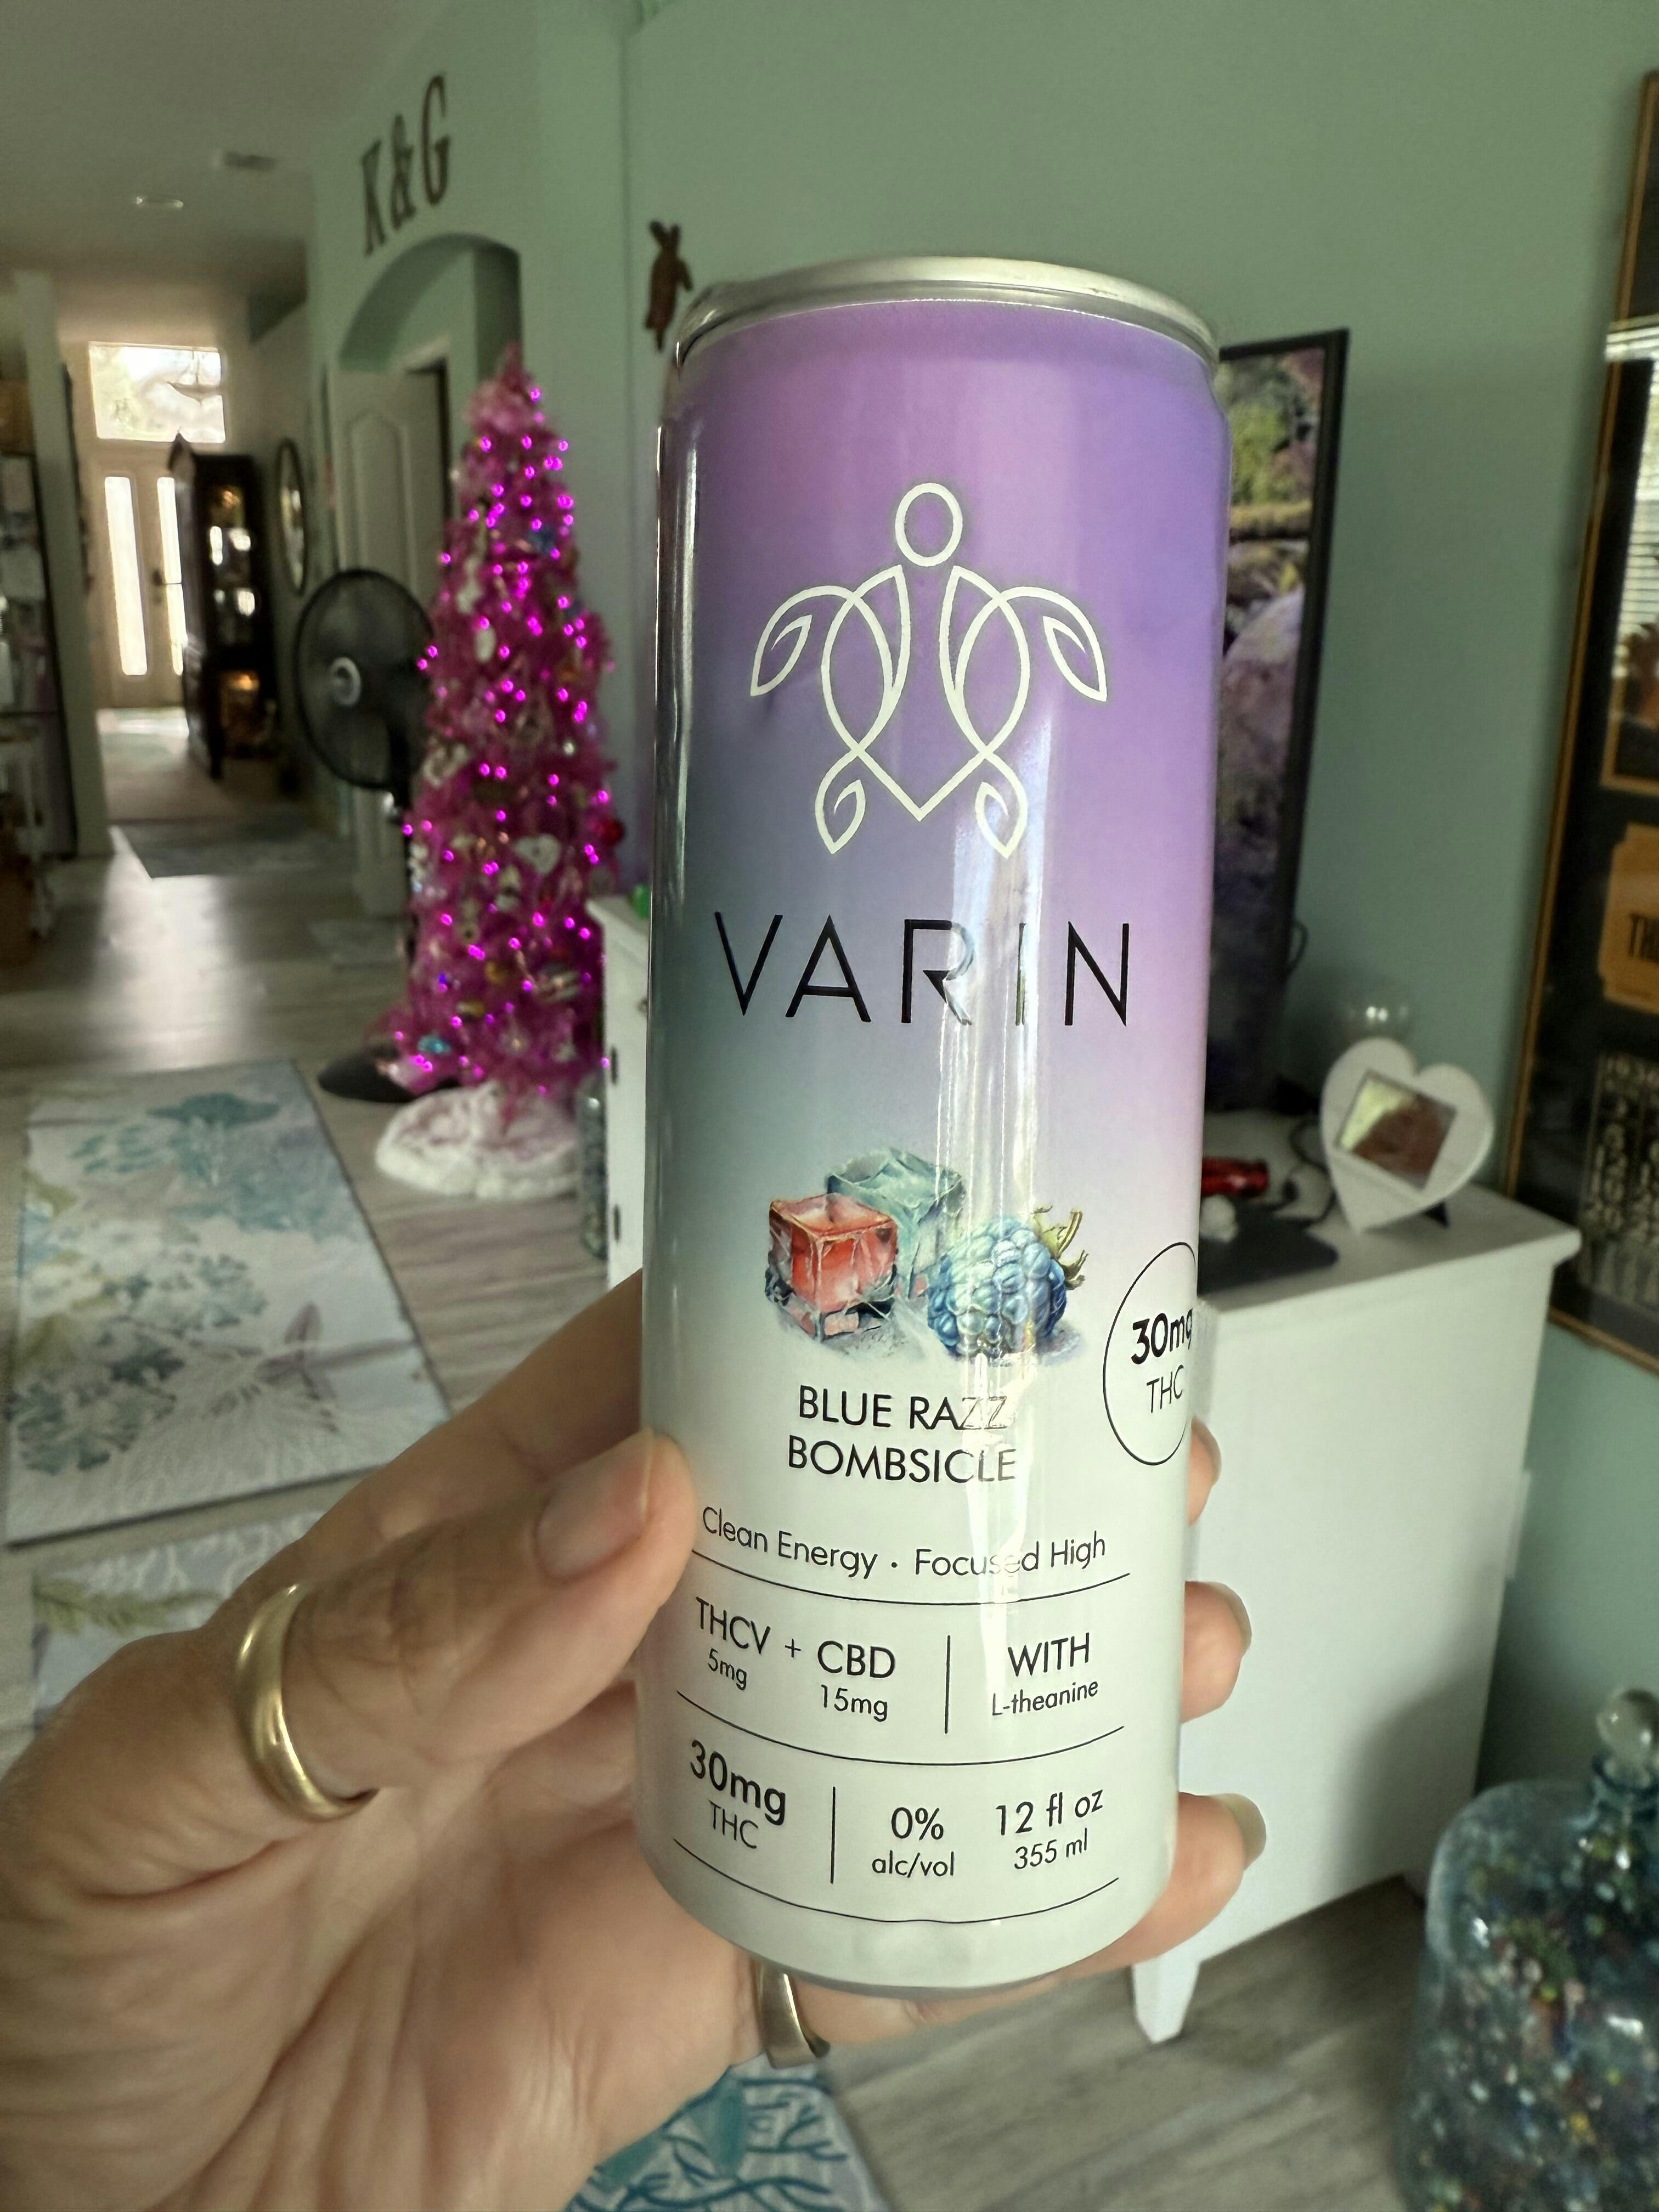 K&G
VARIN
BLUE RAZZ
BOMBSICLE
30mg
THC
Clean Energy · Focused High
THCV + CBD
5mg 15mg
WITH
L-theanine
30mg
THC
0%
alc/vol
12 fl oz
355 ml